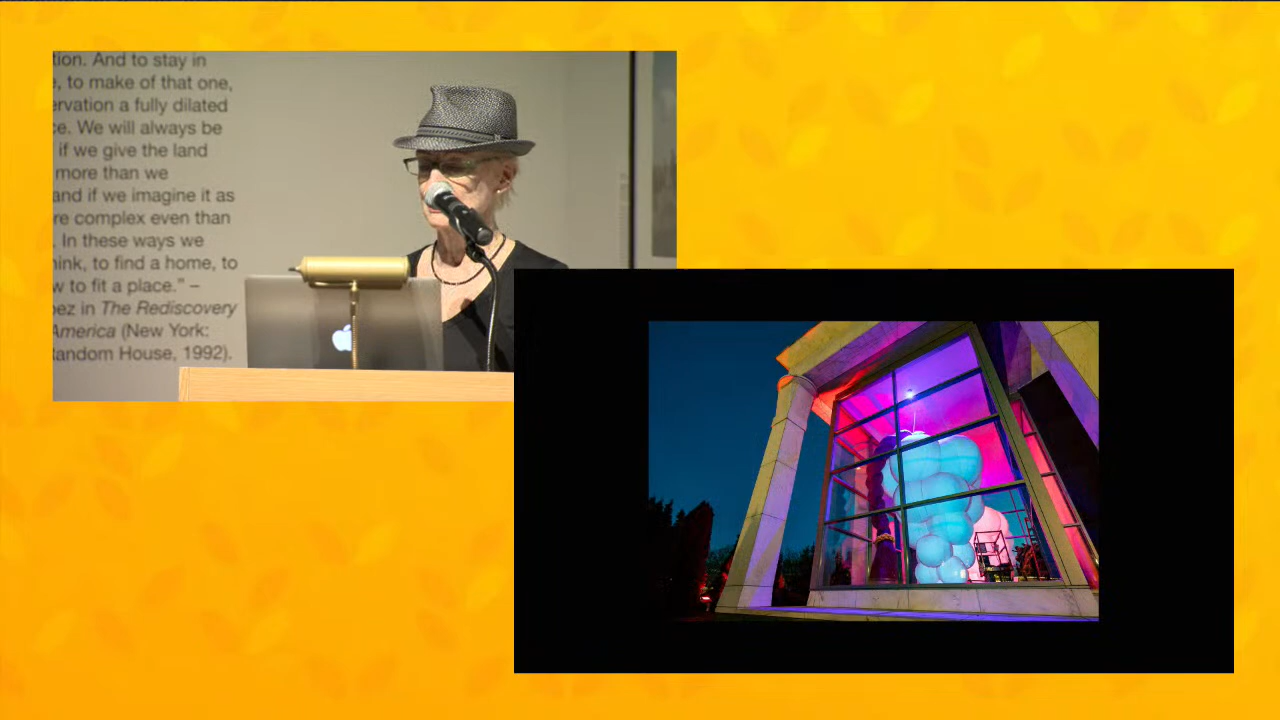 tion. And to stay in
, to make of that one,
ervation a fully dilated
ce. We will always be
if we give the land
more than we
and if we imagine it as
re complex even than
. In these ways we
hink, to find a home, to
w to fit a place.” –
pez in The Rediscovery
America (New York:
andom House, 1992).